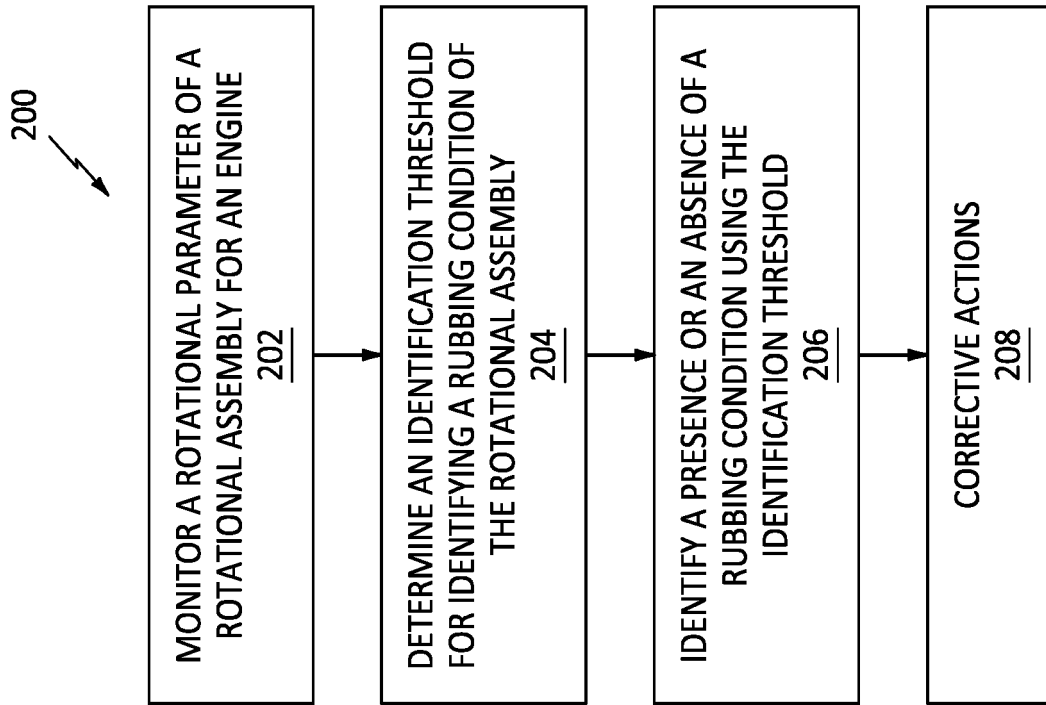 200
MONITOR A ROTATIONAL PARAMETER OF A
ROTATIONAL ASSEMBLY FOR AN ENGINE
202
DETERMINE AN IDENTIFICATION THRESHOLD
FOR IDENTIFYING A RUBBING CONDITION OF
THE ROTATIONAL ASSEMBLY
204
IDENTIFY A PRESENCE OR AN ABSENCE OF A
RUBBING CONDITION USING THE
IDENTIFICATION THRESHOLD
206
CORRECTIVE ACTIONS
208